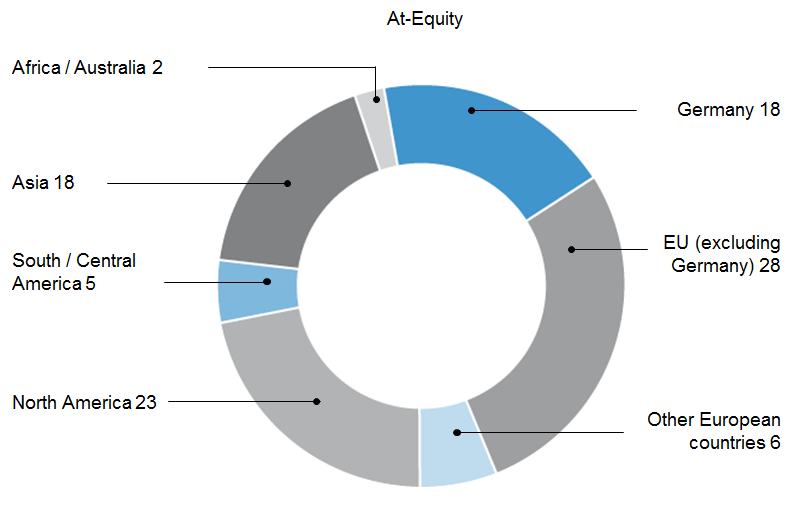 At-Equity
Africa / Australia 2
Germany 18
Asia 18
EU (excluding
Germany) 28
South / Central
America 5
North America 23
Other European
countries 6